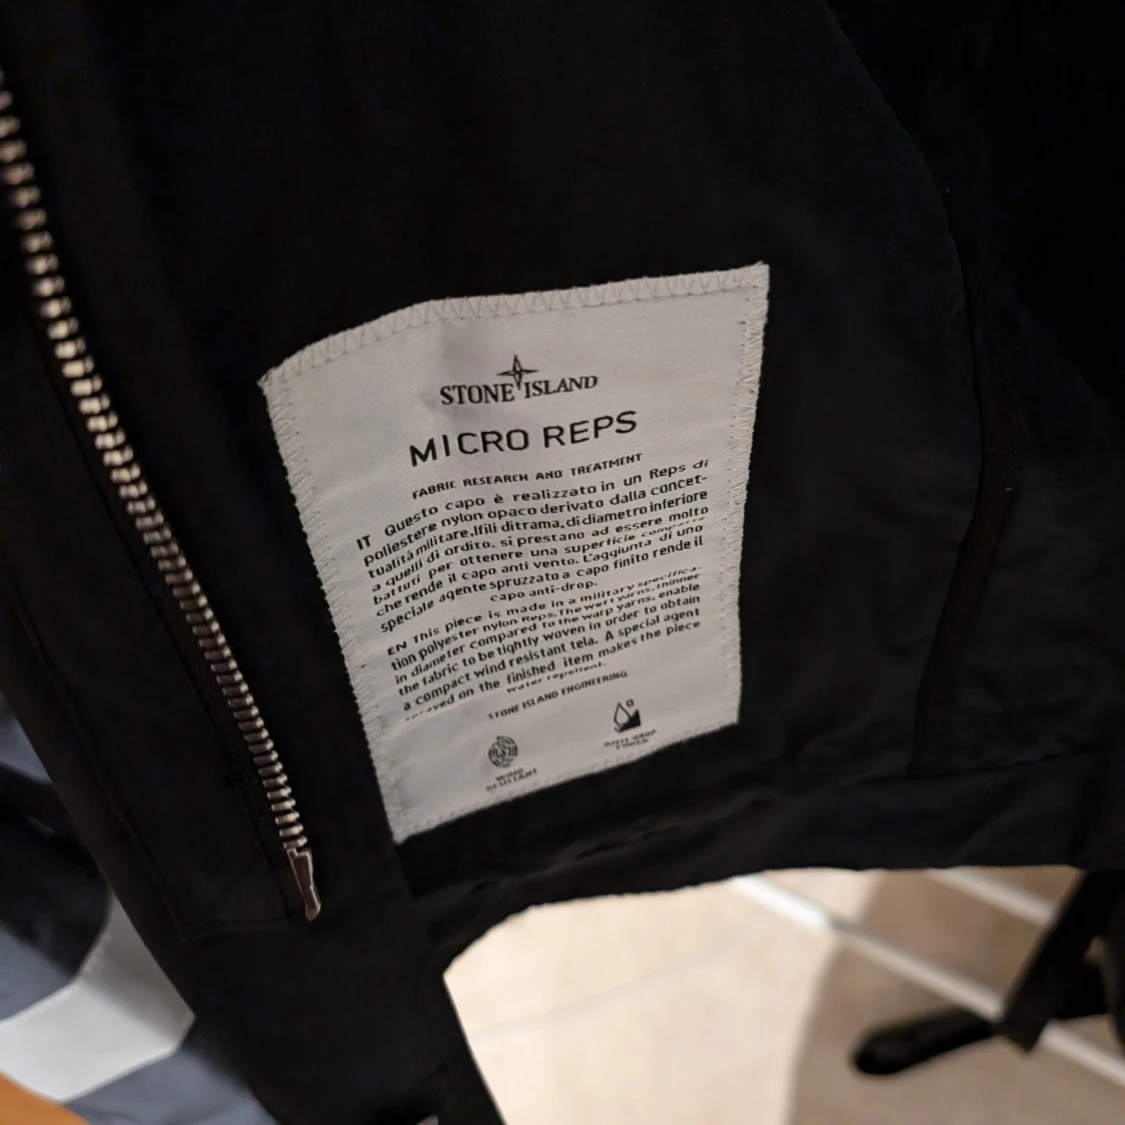 STONE ISLAND
MICRO REPS
FABRIC RESEARCH AND TREATMENT
IT Questo capo è realizzato in un Reps di
poliestere nylon opaco derivato dalla concet-
tualità militare. I fili di trama, di diametro inferiore
a quelli di ordito, si prestano ad essere molto
battuti per ottenere una superficie compatta
che rende il capo anti vento. L'aggiunta di uno
speciale agente spruzzato a capo finito rende il
capo anti-drop.
EN This piece is made in a military specifica-
tion polyester nylon Reps. The weft yarns, thinner
in diameter compared to the warp yarns, enable
the fabric to be tightly woven in order to obtain
a compact wind resistant tela. A special agent
sprayed on the finished item makes the piece
water repellent.
STONE ISLAND ENGINEERING
WIND
RESISTANT
ANTI-DROP
FINISH